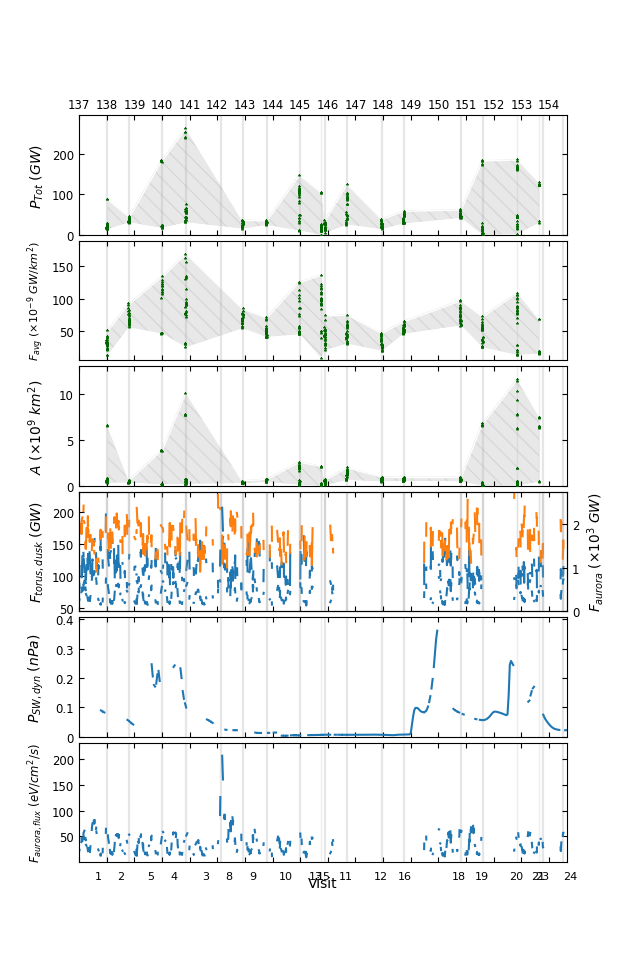 137 138 139 140 141 142 143 144 145 146 147 148 149 150 151 152 153 154
P_Tot (GW)
200
100
0
F_avg (×10^−9 GW/km^2)
150
100
50
A (×10^9 km^2)
10
5
0
F_torus,dusk (GW)
200
150
100
50
F_aurora (×10^3 GW)
2
1
0
P_SW,dyn (nPa)
0.4
0.3
0.2
0.1
0
F_aurora,flux (eV/cm^2/s)
200
150
100
50
1 2 5 4 3 8 9 10 13 15 11 12 16 18 19 20 21 23 24
Visit